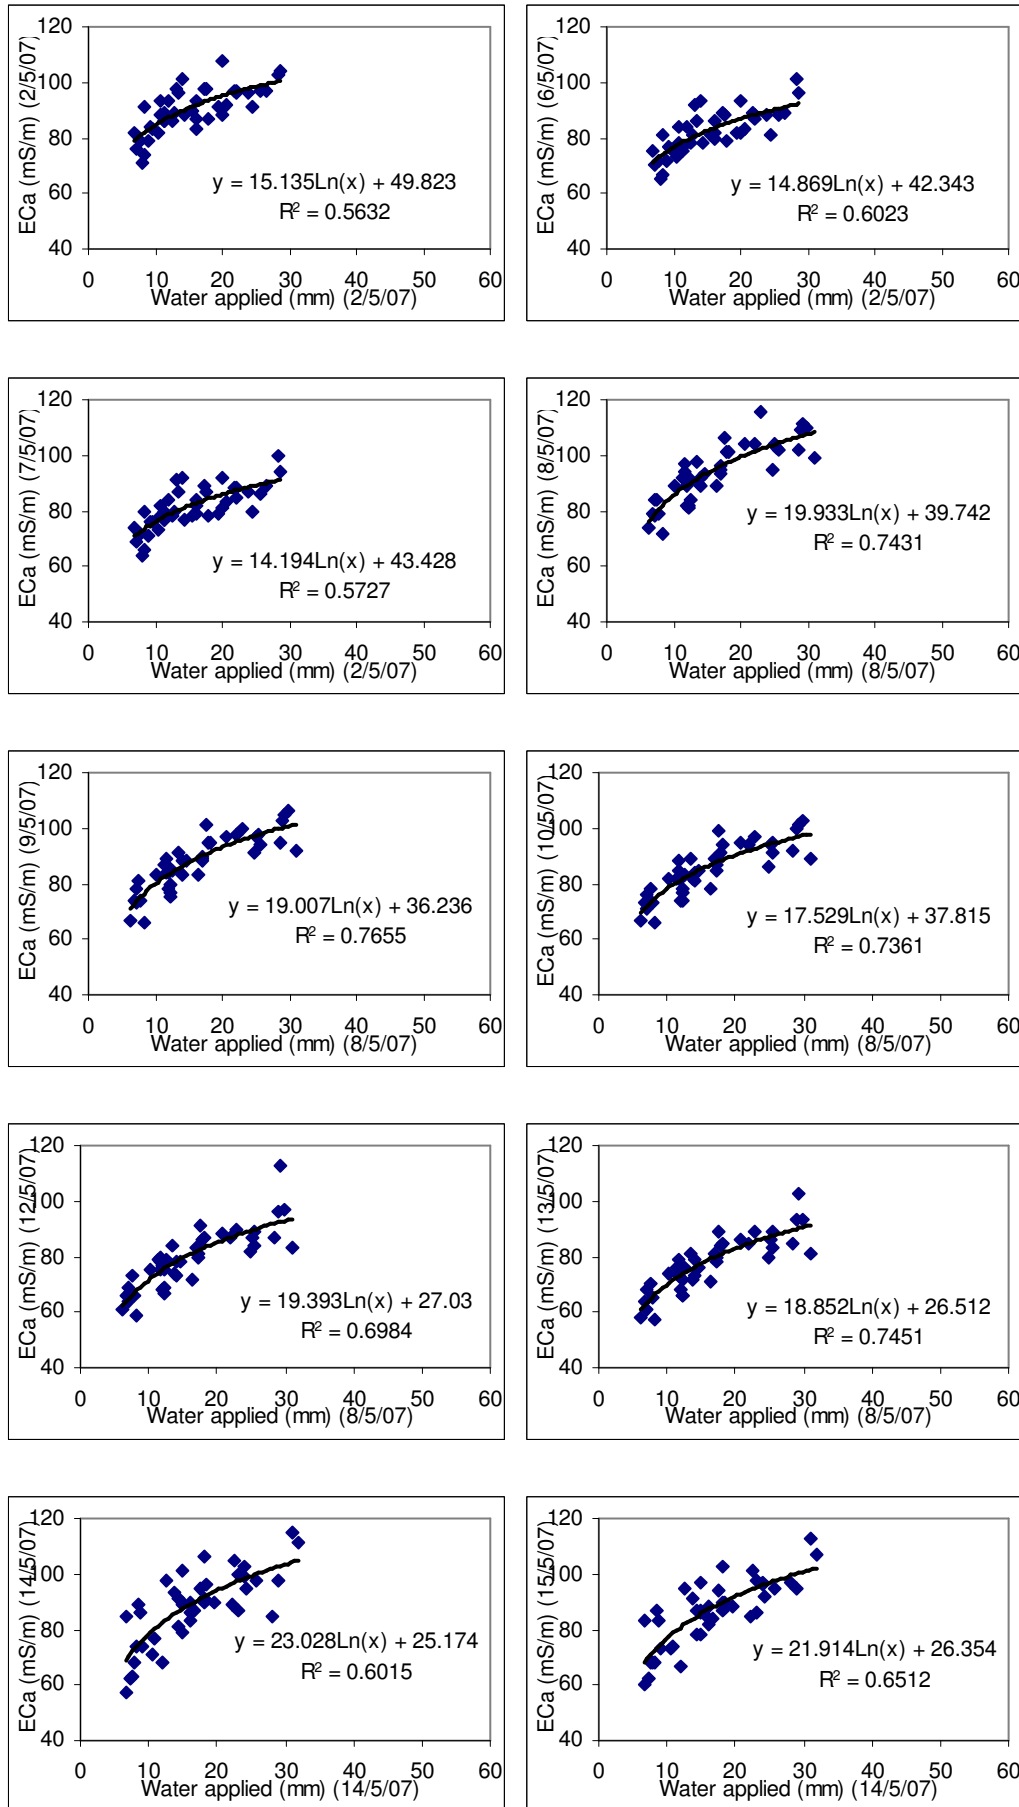 ECa (mS/m) (2/5/07)
120
100
80
60
40
y = 15.135Ln(x) + 49.823
R² = 0.5632
0 10 20 30 40 50 60
Water applied (mm) (2/5/07)
ECa (mS/m) (6/5/07)
120
100
80
60
40
y = 14.869Ln(x) + 42.343
R² = 0.6023
0 10 20 30 40 50 60
Water applied (mm) (2/5/07)
ECa (mS/m) (7/5/07)
120
100
80
60
40
y = 14.194Ln(x) + 43.428
R² = 0.5727
0 10 20 30 40 50 60
Water applied (mm) (2/5/07)
ECa (mS/m) (8/5/07)
120
100
80
60
40
y = 19.933Ln(x) + 39.742
R² = 0.7431
0 10 20 30 40 50 60
Water applied (mm) (8/5/07)
ECa (mS/m) (9/5/07)
120
100
80
60
40
y = 19.007Ln(x) + 36.236
R² = 0.7655
0 10 20 30 40 50 60
Water applied (mm) (8/5/07)
ECa (mS/m) (10/5/07)
120
100
80
60
40
y = 17.529Ln(x) + 37.815
R² = 0.7361
0 10 20 30 40 50 60
Water applied (mm) (8/5/07)
ECa (mS/m) (12/5/07)
120
100
80
60
40
y = 19.393Ln(x) + 27.03
R² = 0.6984
0 10 20 30 40 50 60
Water applied (mm) (8/5/07)
ECa (mS/m) (13/5/07)
120
100
80
60
40
y = 18.852Ln(x) + 26.512
R² = 0.7451
0 10 20 30 40 50 60
Water applied (mm) (8/5/07)
ECa (mS/m) (14/5/07)
120
100
80
60
40
y = 23.028Ln(x) + 25.174
R² = 0.6015
0 10 20 30 40 50 60
Water applied (mm) (14/5/07)
ECa (mS/m) (15/5/07)
120
100
80
60
40
y = 21.914Ln(x) + 26.354
R² = 0.6512
0 10 20 30 40 50 60
Water applied (mm) (14/5/07)